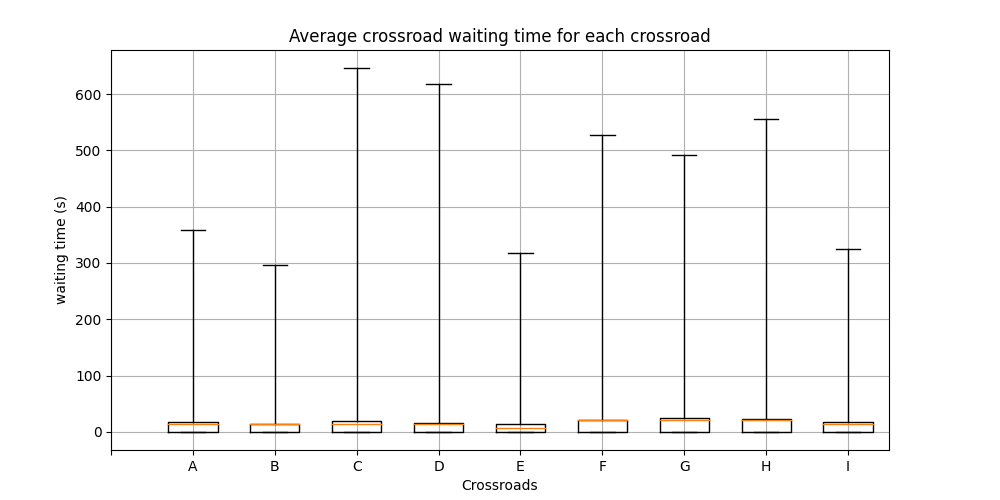 Average crossroad waiting time for each crossroad
600
500
400
300
200
100
0
waiting time (s)
A B C D E F G H I
Crossroads